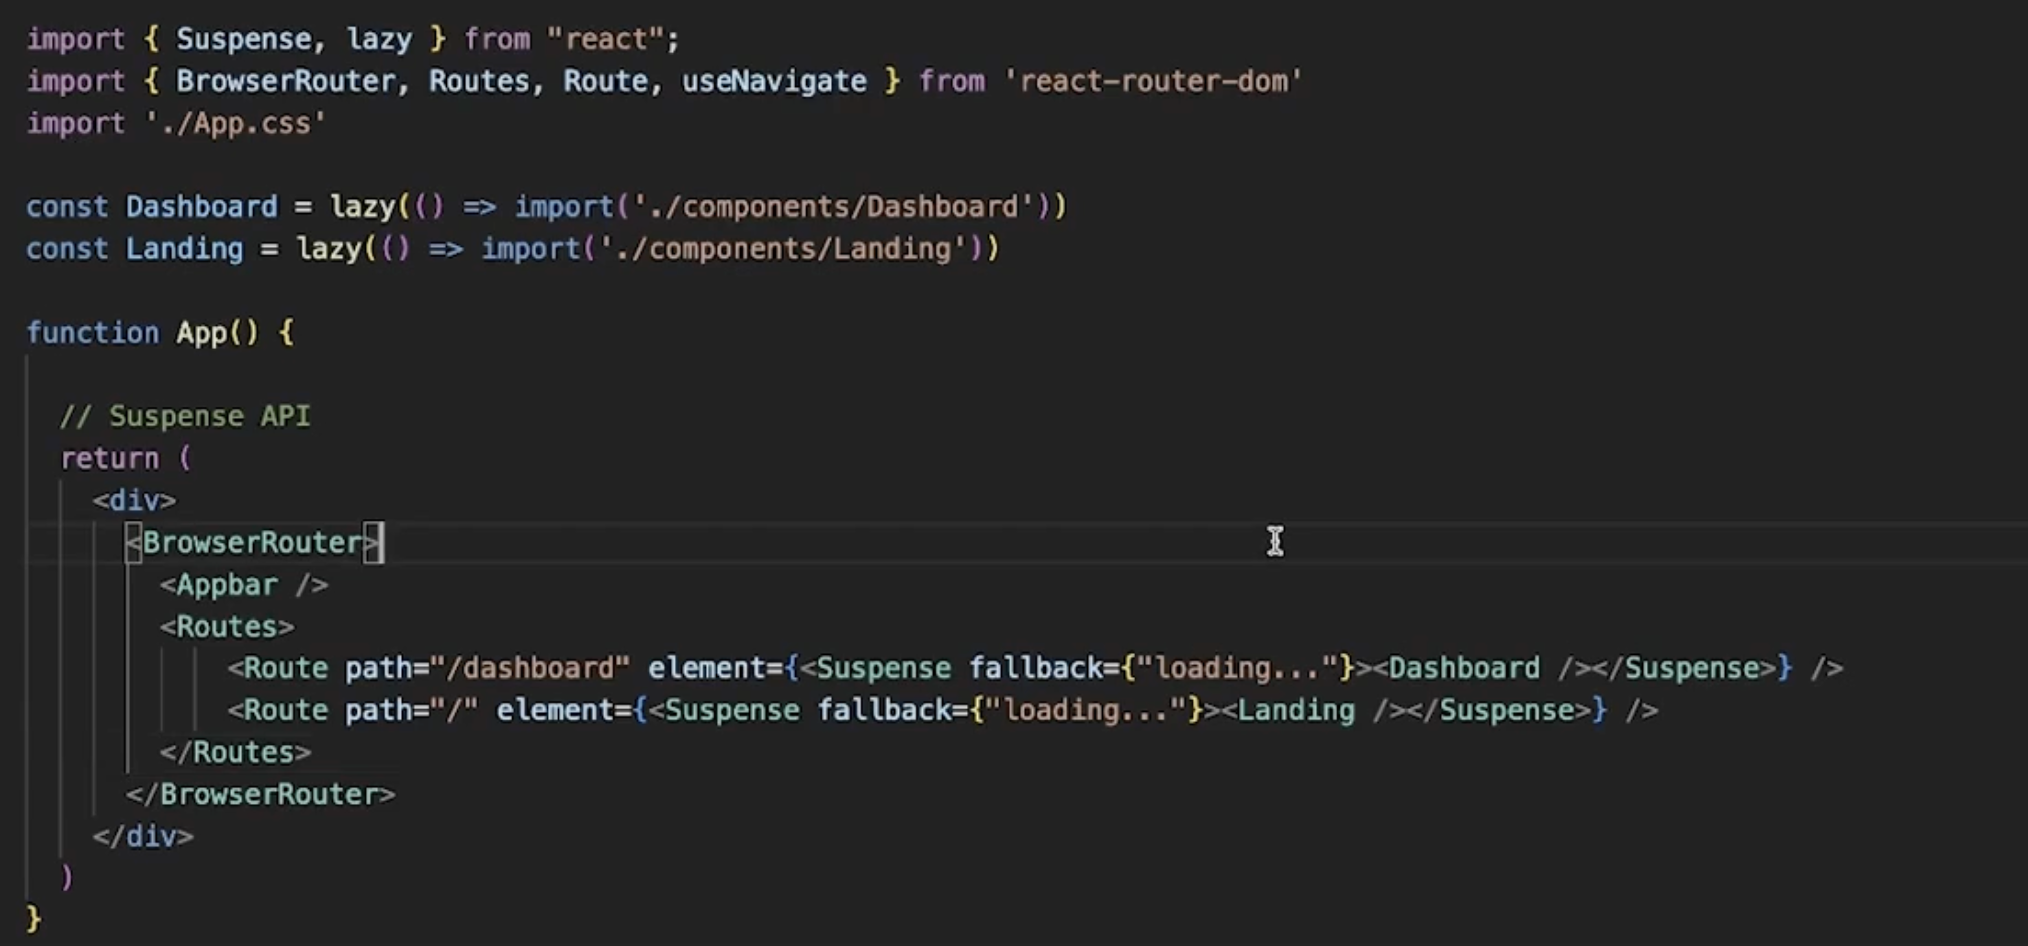 import { Suspense, lazy } from "react";
import { BrowserRouter, Routes, Route, useNavigate } from 'react-router-dom'
import './App.css'
const Dashboard = lazy(() => import('./components/Dashboard'))
const Landing = lazy(() => import('./components/Landing'))
function App() {
// Suspense API
return (
<div>
<BrowserRouter>
<Appbar />
<Routes>
<Route path="/dashboard" element={<Suspense fallback={"loading..."}><Dashboard /></Suspense>} />
<Route path="/" element={<Suspense fallback={"loading..."}><Landing /></Suspense>} />
</Routes>
</BrowserRouter>
</div>
)
}